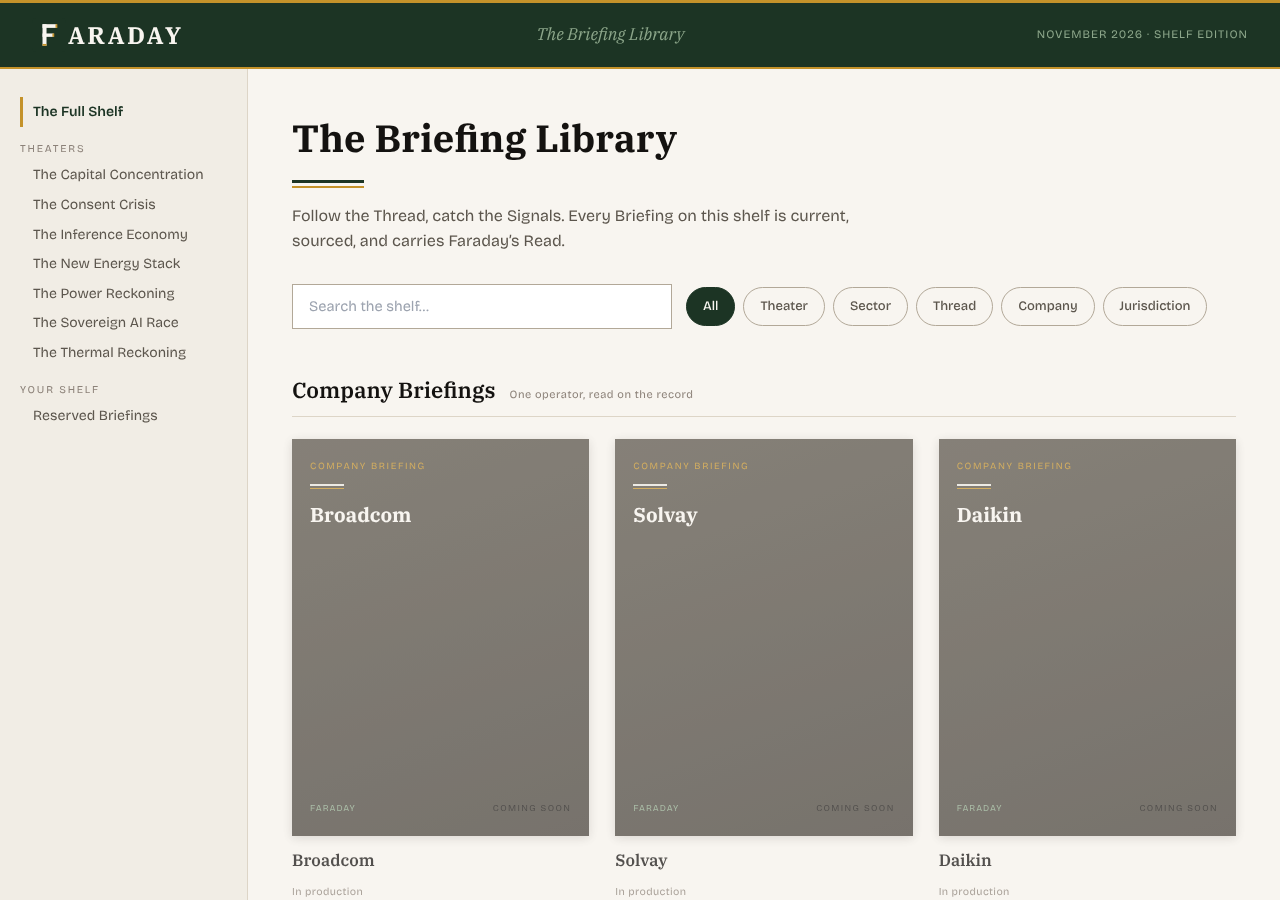 FARADAY
The Briefing Library
NOVEMBER 2026 · SHELF EDITION
The Full Shelf
THEATERS
The Capital Concentration
The Consent Crisis
The Inference Economy
The New Energy Stack
The Power Reckoning
The Sovereign AI Race
The Thermal Reckoning
YOUR SHELF
Reserved Briefings
The Briefing Library
Follow the Thread, catch the Signals. Every Briefing on this shelf is current,
sourced, and carries Faraday's Read.
Search the shelf...
All
Theater
Sector
Thread
Company
Jurisdiction
Company Briefings
One operator, read on the record
COMPANY BRIEFING
Broadcom
FARADAY
COMING SOON
Broadcom
In production
COMPANY BRIEFING
Solvay
FARADAY
COMING SOON
Solvay
In production
COMPANY BRIEFING
Daikin
FARADAY
COMING SOON
Daikin
In production